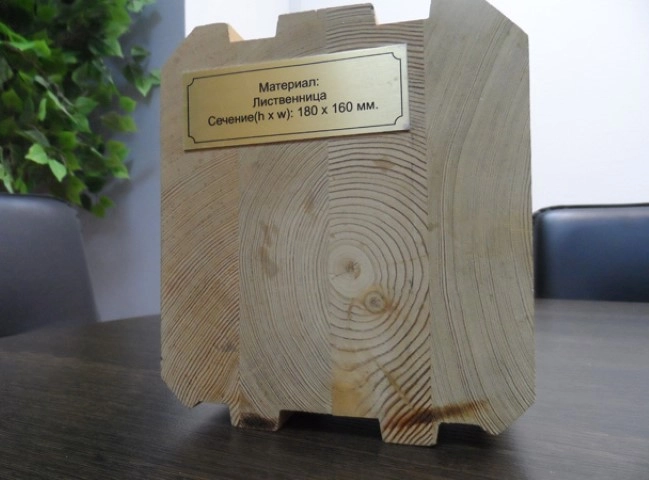 Материал:
Лиственница
Сечение(h x w): 180 x 160 мм.